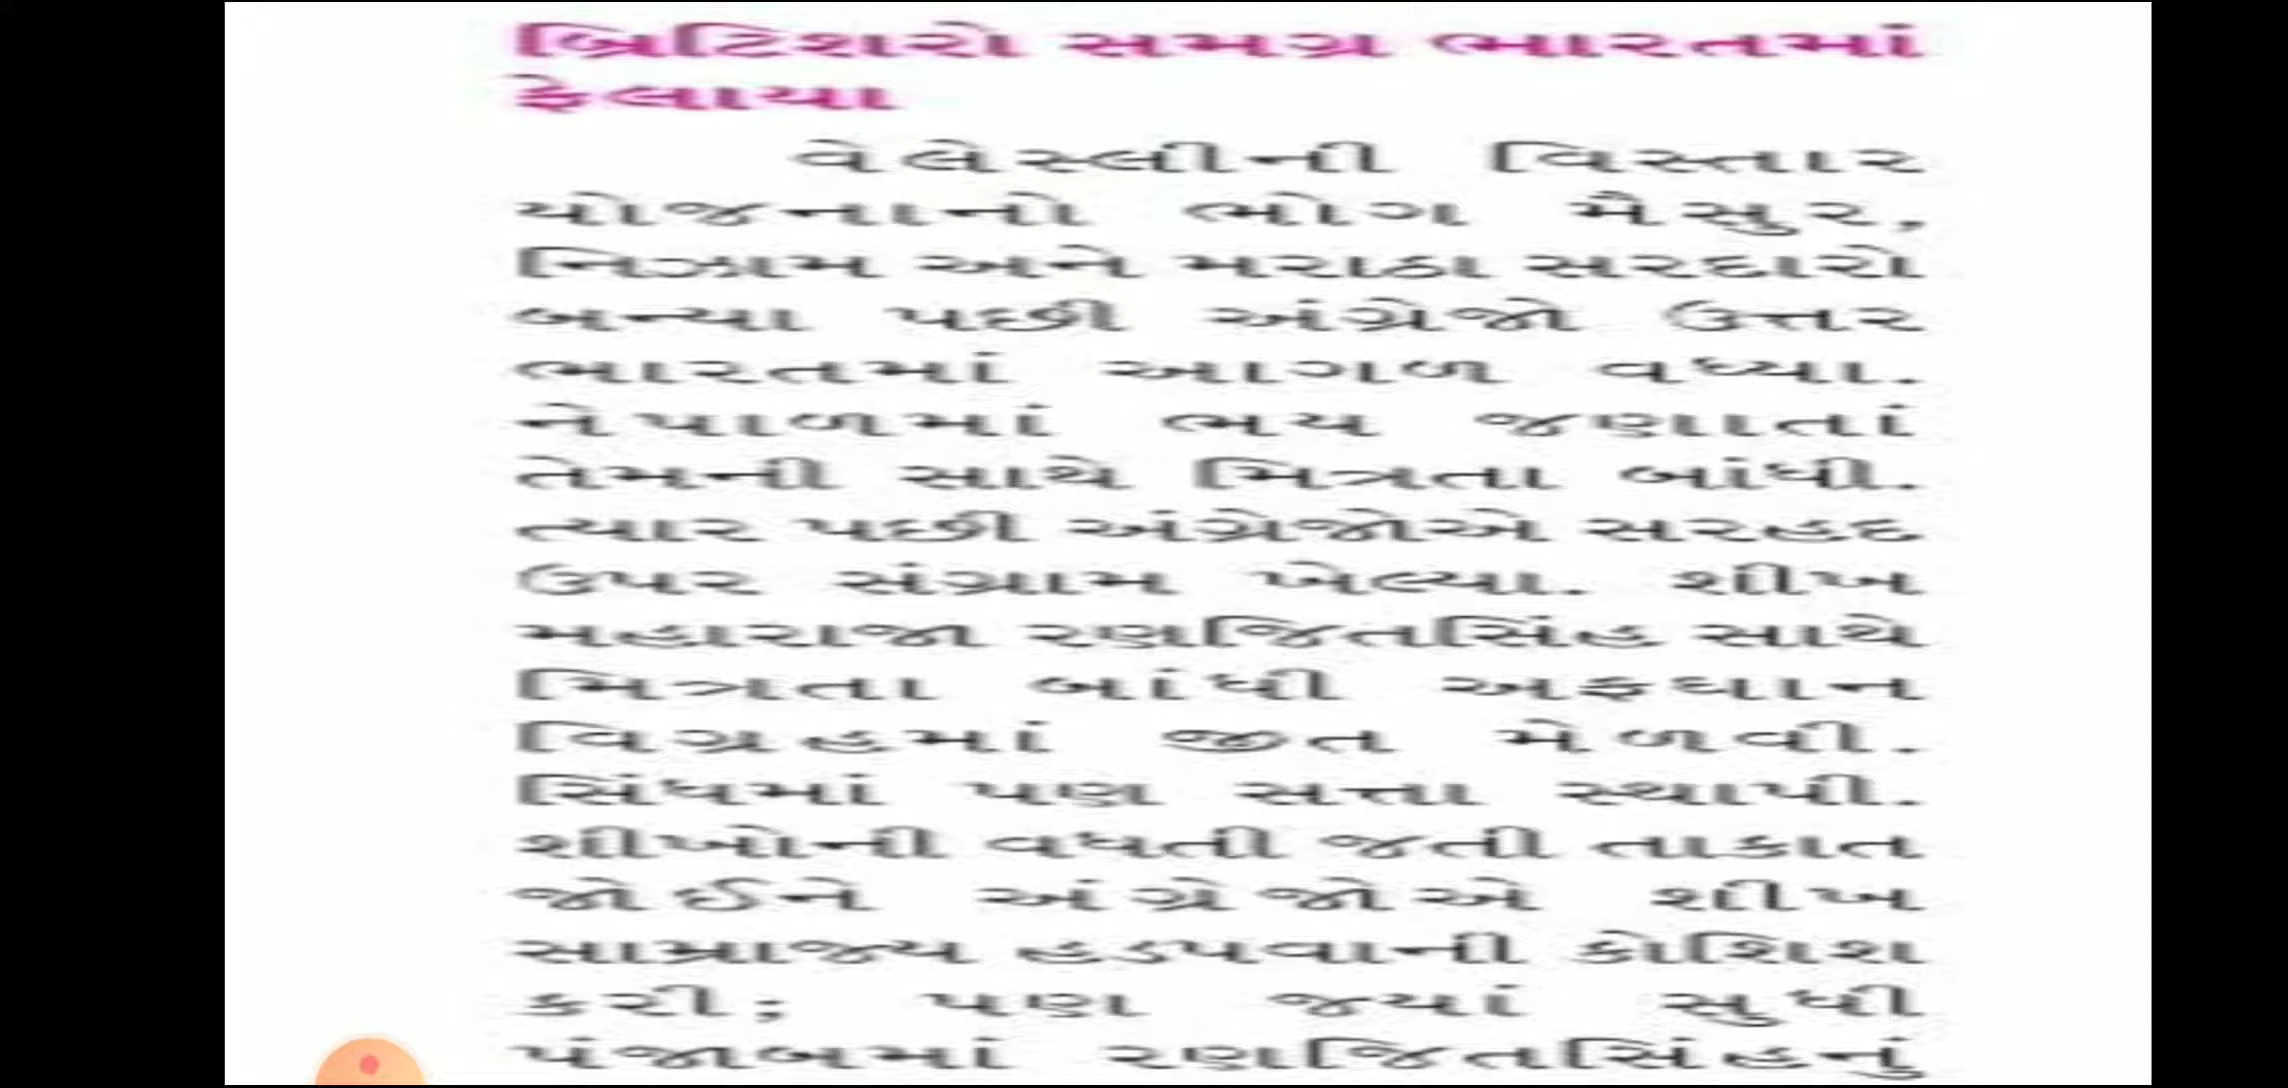 બ્રિટિશરો સમગ્ર ભારતમાં
ફેલાયા
વેલેસ્લીની વિસ્તાર
યોજનાનો ભોગ મૈસુર,
નિઝામ અને મરાઠા સરદારો
બન્યા પછી અંગ્રેજો ઉત્તર
ભારતમાં આગળ વધ્યા.
નેપાળમાં ભય જણાતાં
તેમની સાથે મિત્રતા બાંધી.
ત્યાર પછી અંગ્રેજોએ સરહદ
ઉપર સંગ્રામ ખેલ્યા. શીખ
મહારાજા રણજિતસિંહ સાથે
મિત્રતા બાંધી અફઘાન
વિગ્રહમાં જીત મેળવી.
સિંધમાં પણ સત્તા સ્થાપી.
શીખોની વધતી જતી તાકાત
જોઈને અંગ્રેજોએ શીખ
સામ્રાજ્ય હડપવાની કોશિશ
કરી; પણ જ્યાં સુધી
પંજાબમાં રણજિતસિંહનું